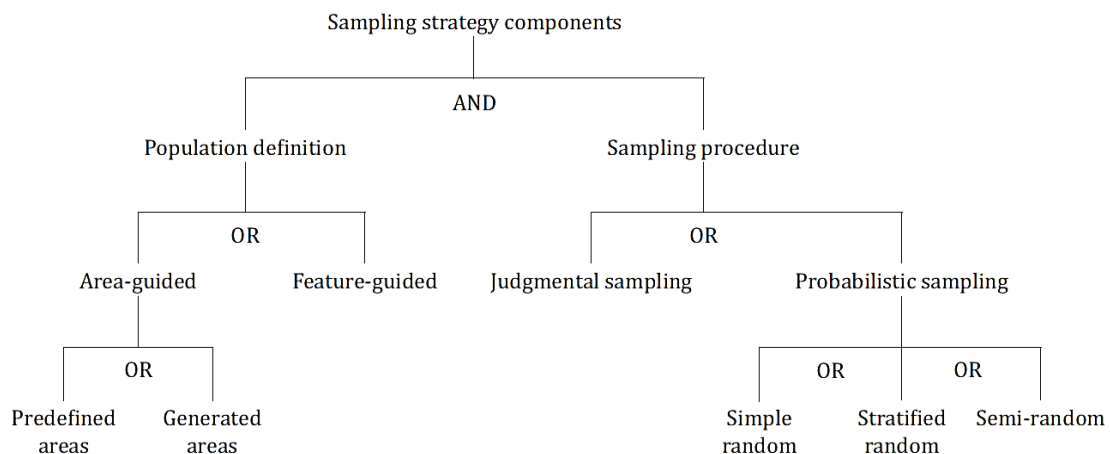 Sampling strategy components
AND
Population definition
Sampling procedure
OR
OR
Area-guided
Feature-guided
Judgmental sampling
Probabilistic sampling
OR
OR
OR
Predefined
areas
Generated
areas
Simple
random
Stratified
random
Semi-random